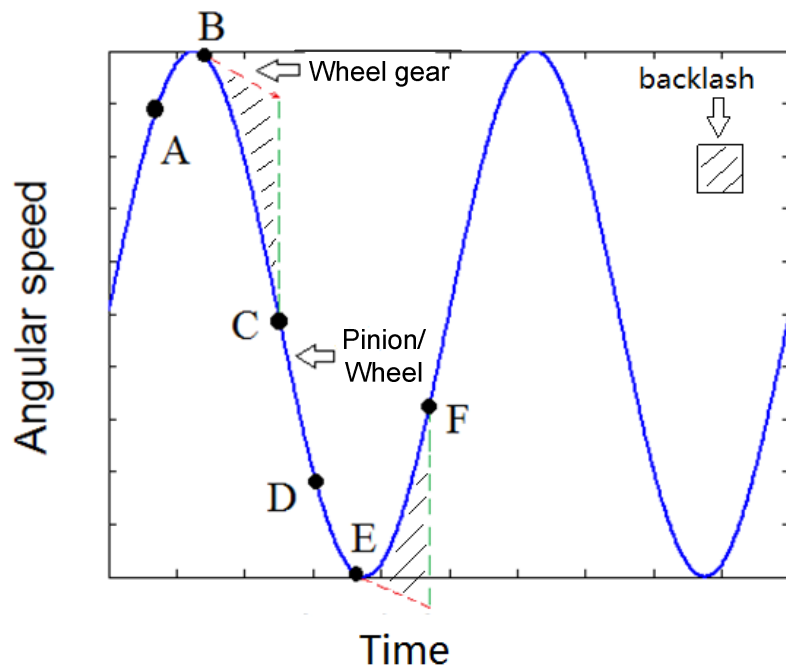 B
Wheel gear
backlash
A
Angular speed
C
Pinion/
Wheel
F
D
E
Time